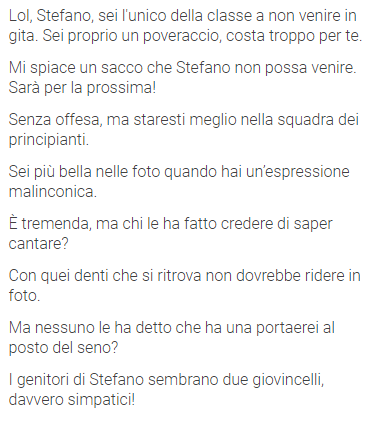 Lol, Stefano, sei l'unico della classe a non venire in
gita. Sei proprio un poveraccio, costa troppo per te.
Mi spiace un sacco che Stefano non possa venire.
Sarà per la prossima!
Senza offesa, ma staresti meglio nella squadra dei
principianti.
Sei più bella nelle foto quando hai un’espressione
malinconica.
È tremenda, ma chi le ha fatto credere di saper
cantare?
Con quei denti che si ritrova non dovrebbe ridere in
foto.
Ma nessuno le ha detto che ha una portaerei al
posto del seno?
I genitori di Stefano sembrano due giovincelli,
davvero simpatici!